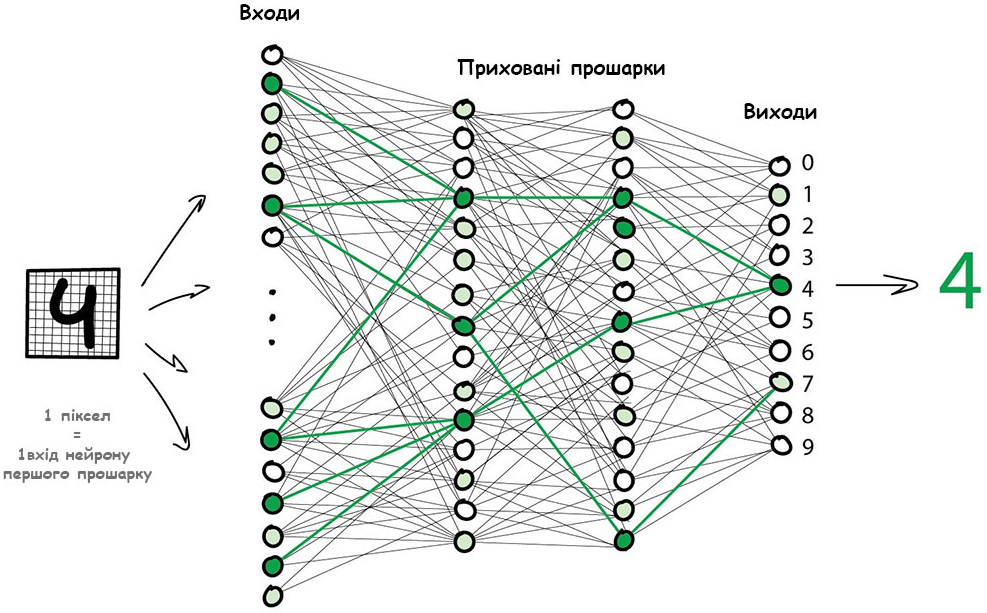 Входи
Приховані прошарки
Виходи
0
1
2
3
4
5
6
7
8
9
4
4
1 піксел
=
1вхід нейрону
першого прошарку